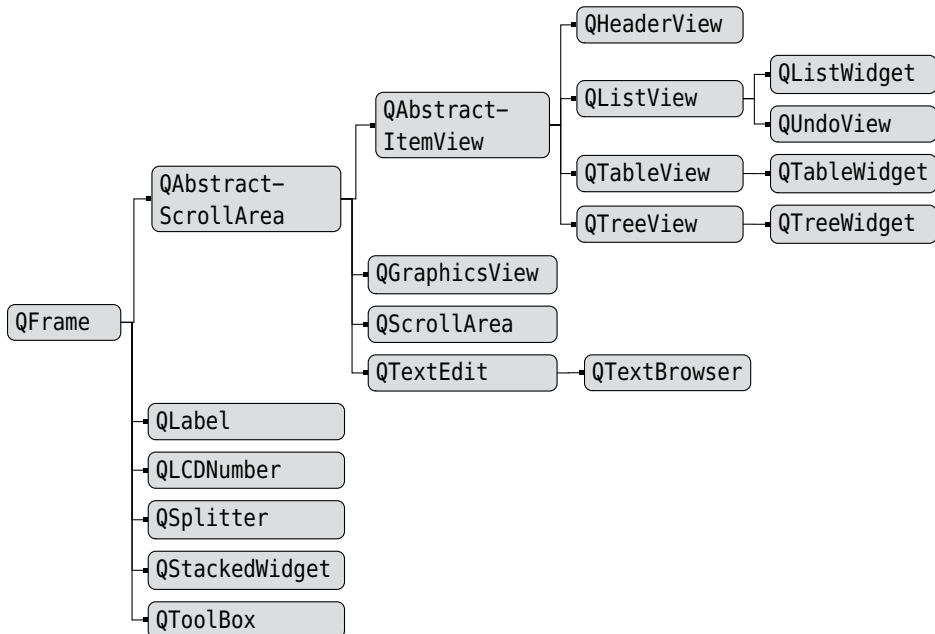 QHeaderView
QListWidget
QListView
QAbstract-
ItemView
QUndoView
QAbstract-
ScrollArea
QTableView
QTableWidget
QTreeView
QTreeWidget
QGraphicsView
QFrame
QScrollArea
QTextEdit
QTextBrowser
QLabel
QLCDNumber
QSplitter
QStackedWidget
QToolBox